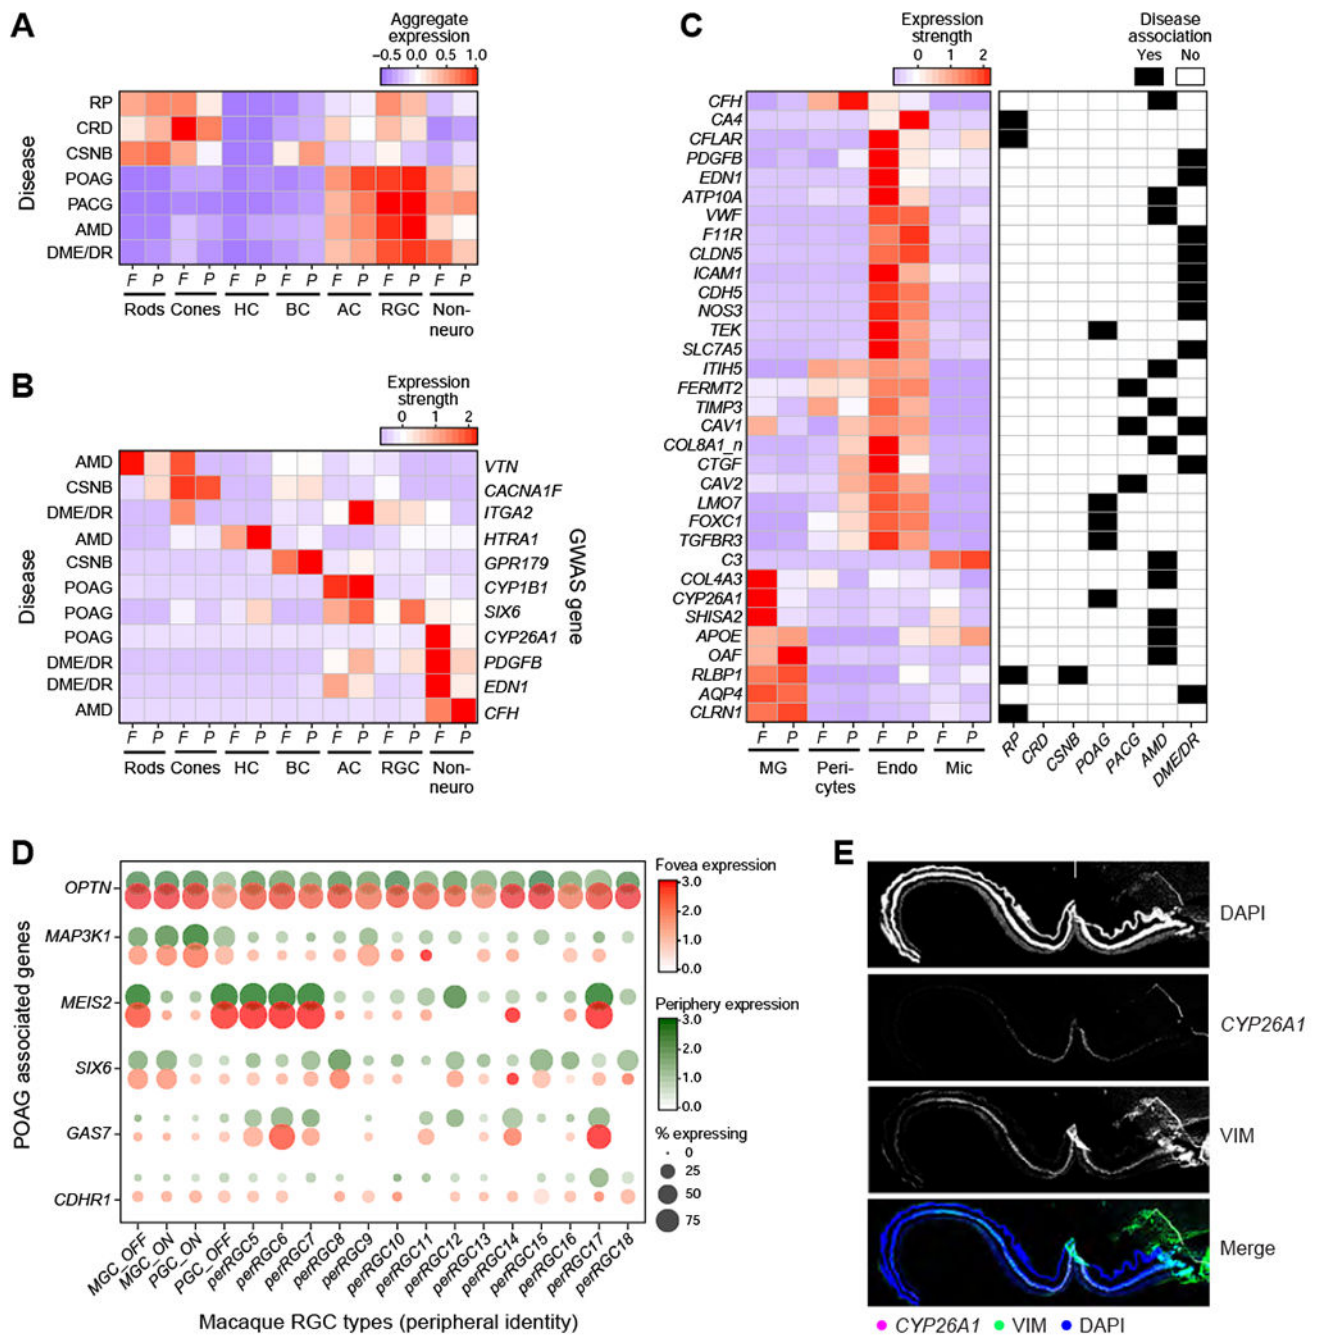 A
Aggregate
expression
−0.5 0.0 0.5 1.0
Disease
RP
CRD
CSNB
POAG
PACG
AMD
DME/DR
F P F P F P F P F P F P F P
Rods Cones HC BC AC RGC Non-
neuro
B
Expression
strength
0 1 2
Disease
GWAS gene
AMD VTN
CSNB CACNA1F
DME/DR ITGA2
AMD HTRA1
CSNB GPR179
POAG CYP1B1
POAG SIX6
POAG CYP26A1
DME/DR PDGFB
DME/DR EDN1
AMD CFH
F P F P F P F P F P F P F P
Rods Cones HC BC AC RGC Non-
neuro
C
Expression
strength
0 1 2
Disease
association
Yes No
CFH
CA4
CFLAR
PDGFB
EDN1
ATP10A
VWF
F11R
CLDN5
ICAM1
CDH5
NOS3
TEK
SLC7A5
ITIH5
FERMT2
TIMP3
CAV1
COL8A1_n
CTGF
CAV2
LMO7
FOXC1
TGFBR3
C3
COL4A3
CYP26A1
SHISA2
APOE
OAF
RLBP1
AQP4
CLRN1
F P F P F P F P
MG Peri-
cytes Endo Mic
RP CRD CSNB POAG PACG AMD DME/DR
D
POAG associated genes
OPTN
MAP3K1
MEIS2
SIX6
GAS7
CDHR1
MGC_OFF MGC_ON PGC_ON PGC_OFF perRGC5 perRGC6 perRGC7 perRGC8 perRGC9 perRGC10 perRGC11 perRGC12 perRGC13 perRGC14 perRGC15 perRGC16 perRGC17 perRGC18
Macaque RGC types (peripheral identity)
Fovea expression
3.0
2.0
1.0
0.0
Periphery expression
3.0
2.0
1.0
0.0
% expressing
0
25
50
75
E
DAPI
CYP26A1
VIM
Merge
CYP26A1 VIM DAPI